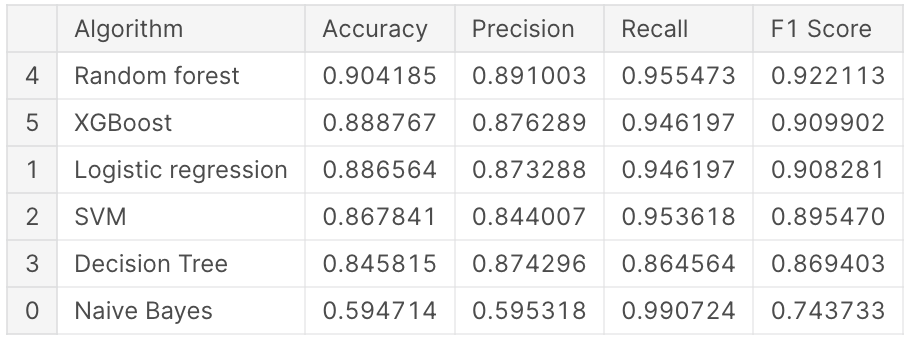 Algorithm Accuracy Precision Recall F1 Score
4 Random forest 0.904185 0.891003 0.955473 0.922113
5 XGBoost 0.888767 0.876289 0.946197 0.909902
1 Logistic regression 0.886564 0.873288 0.946197 0.908281
2 SVM 0.867841 0.844007 0.953618 0.895470
3 Decision Tree 0.845815 0.874296 0.864564 0.869403
0 Naive Bayes 0.594714 0.595318 0.990724 0.743733